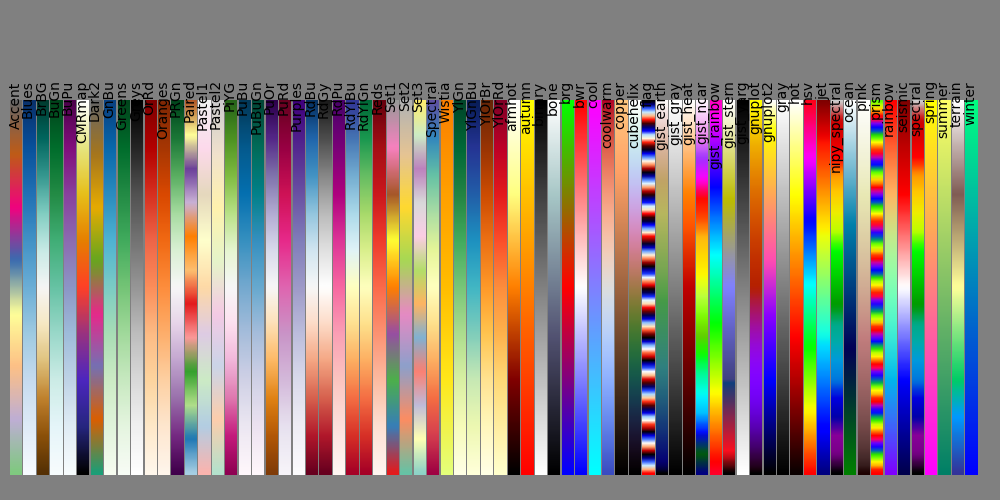 Accent
Blues
BrBG
BuGn
BuPu
CMRmap
Dark2
GnBu
Greens
Greys
OrRd
Oranges
PRGn
Paired
Pastel1
Pastel2
PiYG
PuBu
PuBuGn
PuOr
PuRd
Purples
RdBu
RdGy
RdPu
RdYlBu
RdYlGn
Reds
Set1
Set2
Set3
Spectral
Wistia
YlGn
YlGnBu
YlOrBr
YlOrRd
afmhot
autumn
binary
bone
brg
bwr
cool
coolwarm
copper
cubehelix
flag
gist_earth
gist_gray
gist_heat
gist_ncar
gist_rainbow
gist_stern
gist_yarg
gnuplot
gnuplot2
gray
hot
hsv
jet
nipy_spectral
ocean
pink
prism
rainbow
seismic
spectral
spring
summer
terrain
winter